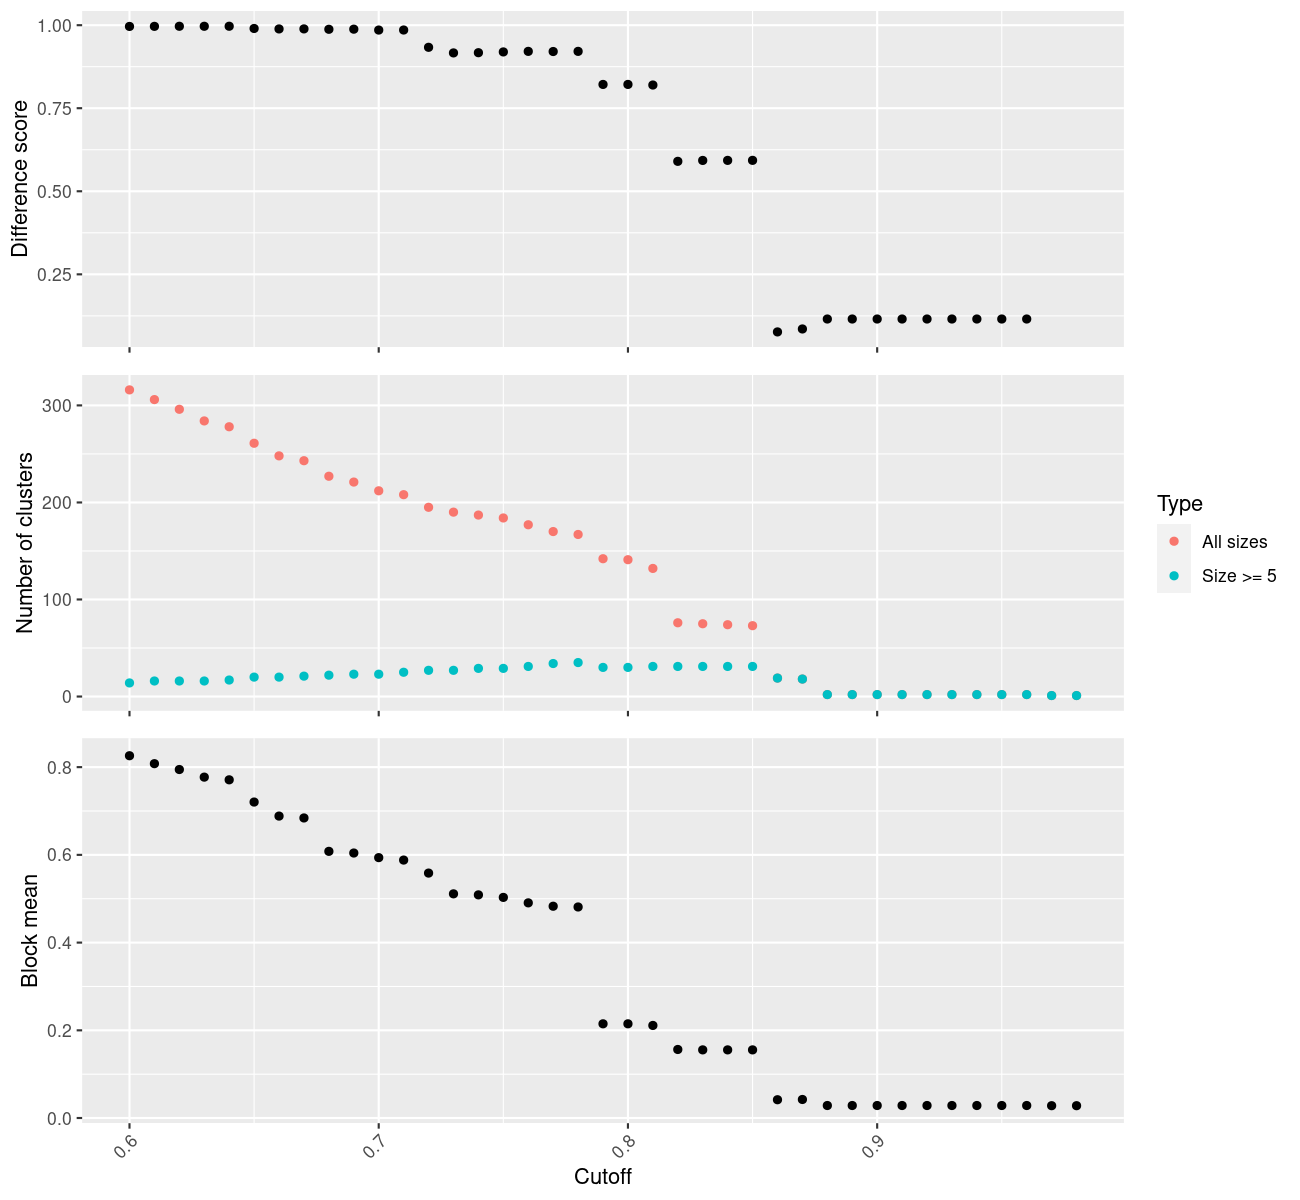 Difference score
1.00
0.75
0.50
0.25
Number of clusters
300
200
100
0
Type
All sizes
Size >= 5
Block mean
0.8
0.6
0.4
0.2
0.0
0.6 0.7 0.8 0.9
Cutoff